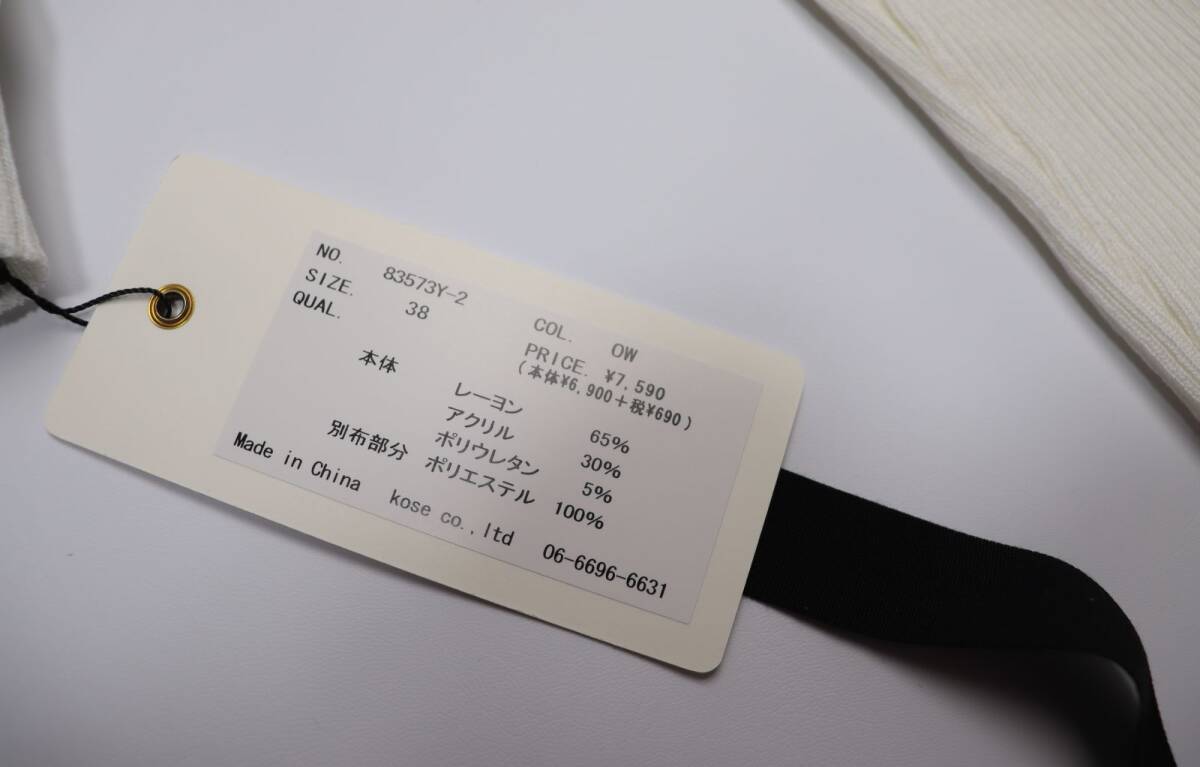 NO. 83573Y-2 COL. OW
SIZE. 38 PRICE. ¥7,590
QUAL. (本体¥6,900+税¥690)
本体 レーヨン 65%
アクリル 30%
ポリウレタン 5%
別布部分 ポリエステル 100%
Made in China kose co.,ltd 06-6696-6631